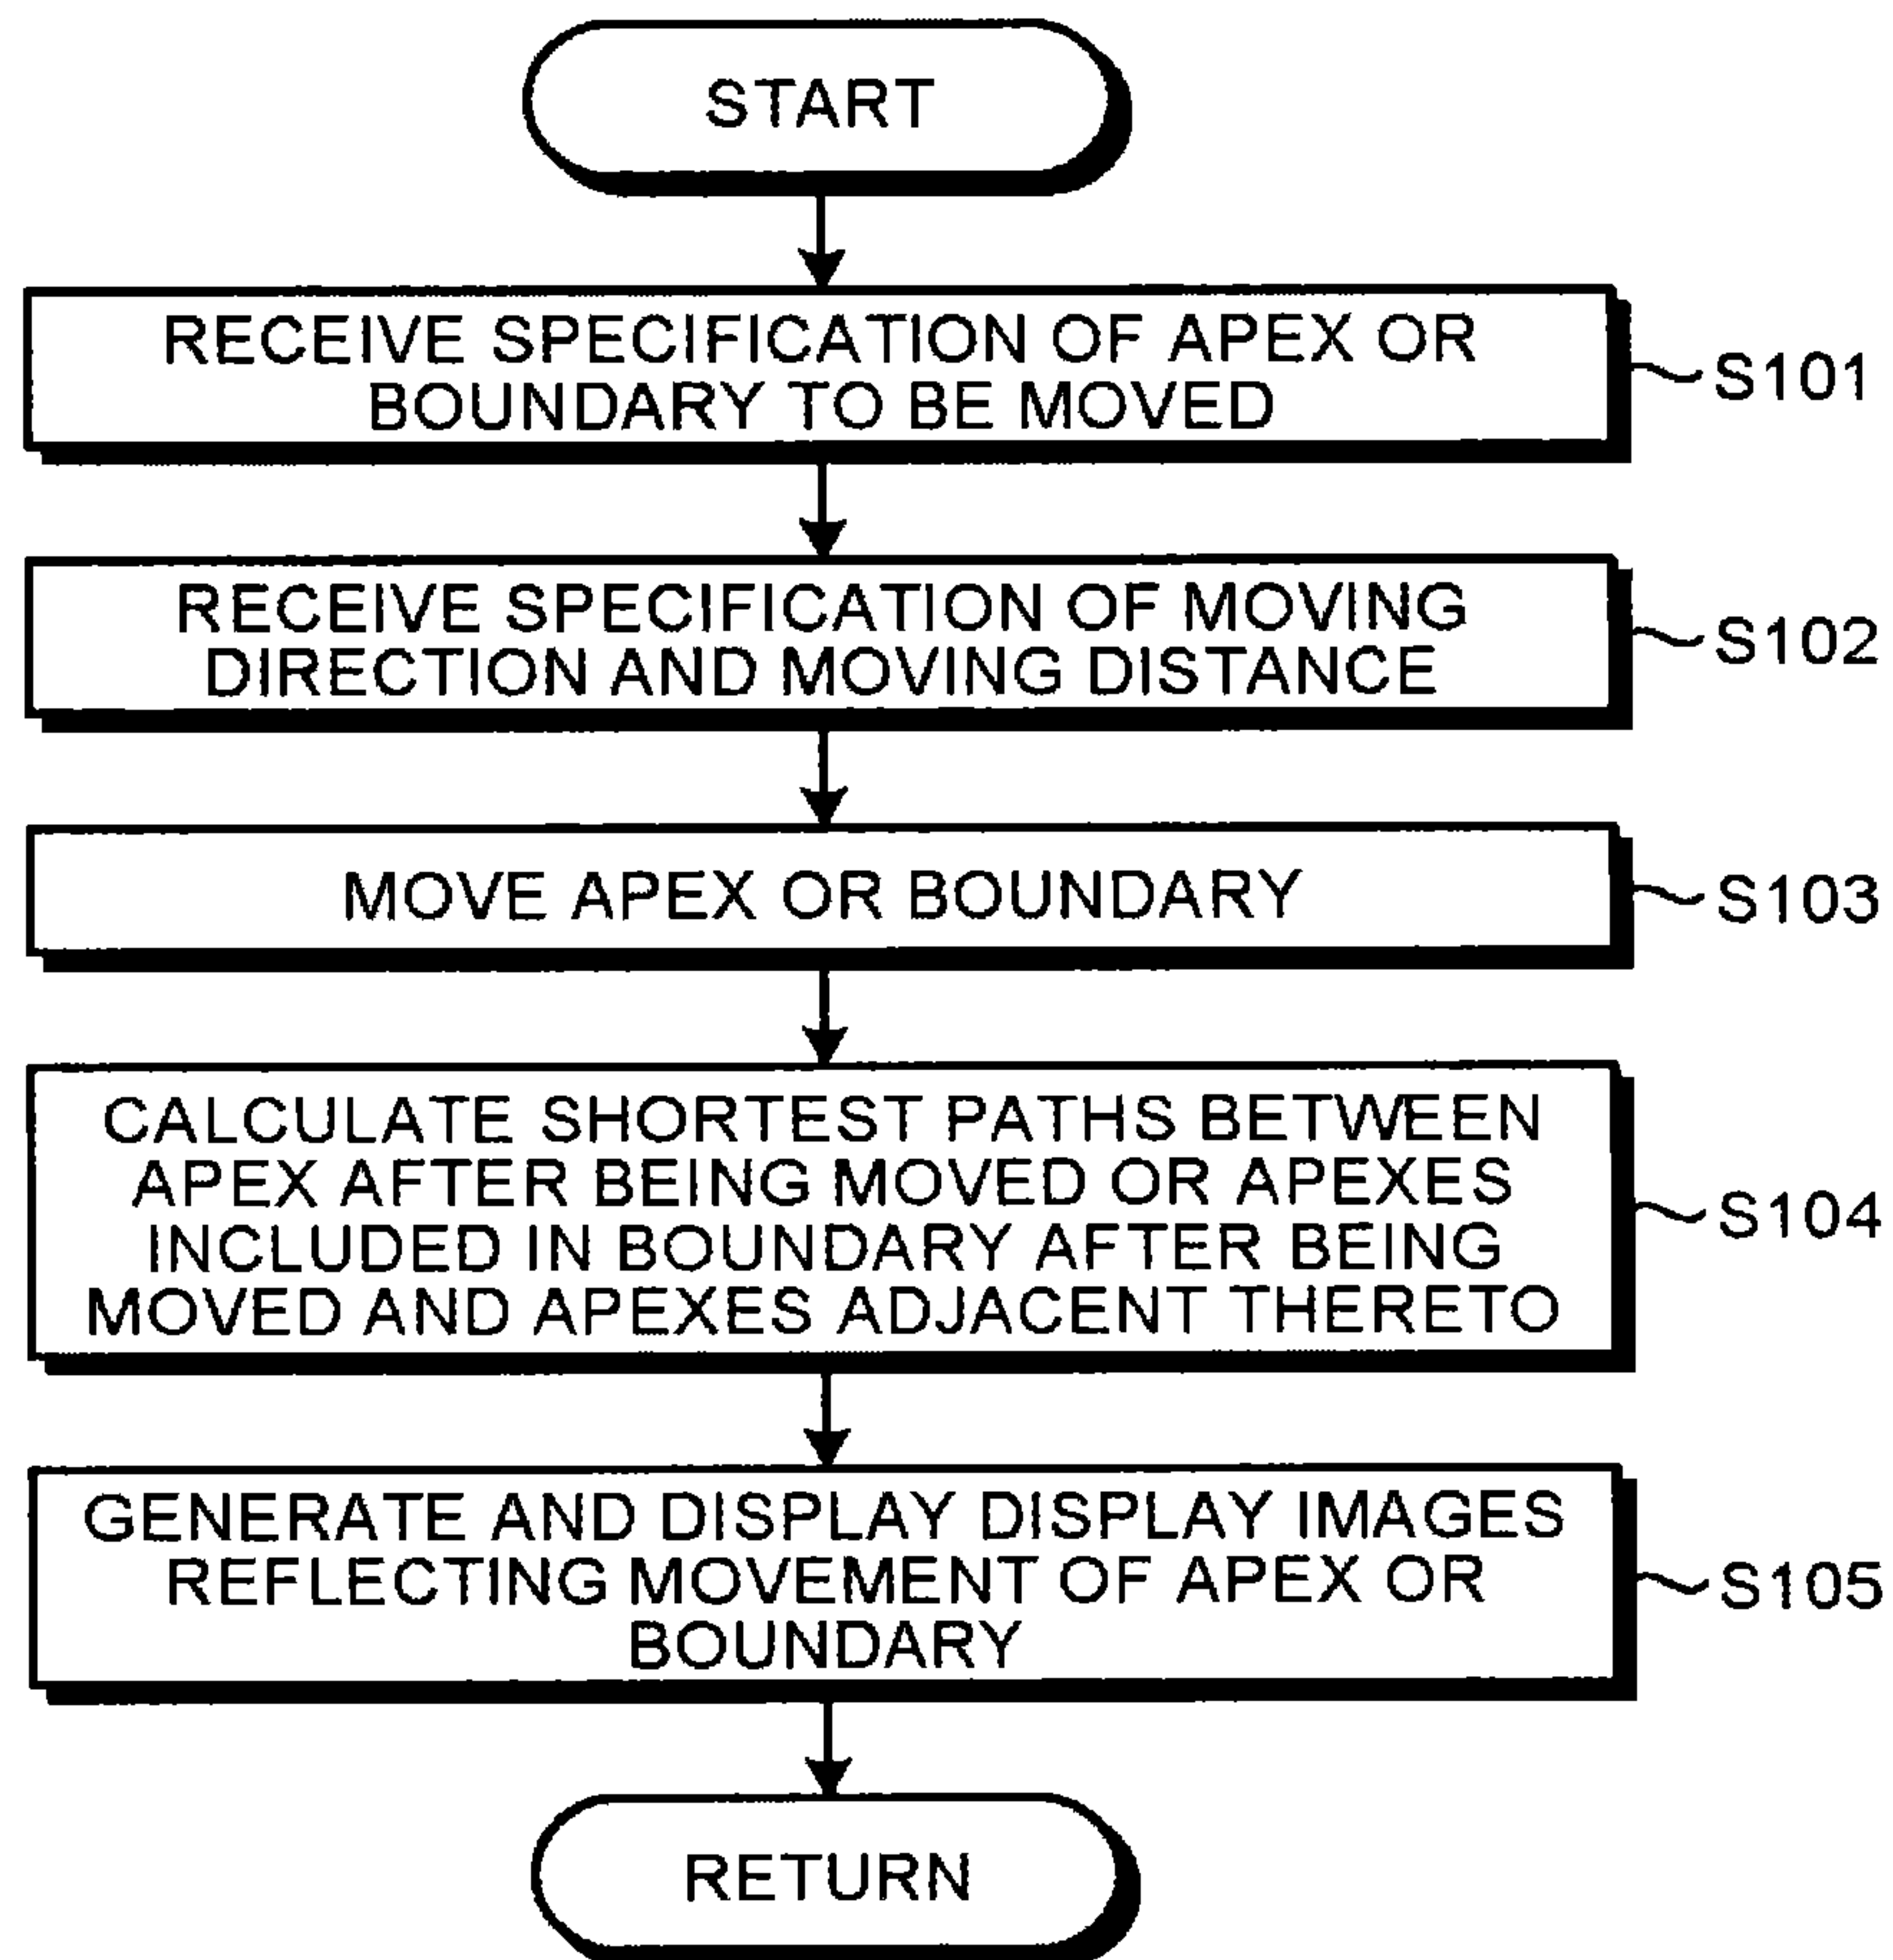 START
RECEIVE SPECIFICATION OF APEX OR
BOUNDARY TO BE MOVED
S101
RECEIVE SPECIFICATION OF MOVING
DIRECTION AND MOVING DISTANCE
S102
MOVE APEX OR BOUNDARY
S103
CALCULATE SHORTEST PATHS BETWEEN
APEX AFTER BEING MOVED OR APEXES
INCLUDED IN BOUNDARY AFTER BEING
MOVED AND APEXES ADJACENT THERETO
S104
GENERATE AND DISPLAY DISPLAY IMAGES
REFLECTING MOVEMENT OF APEX OR
BOUNDARY
S105
RETURN